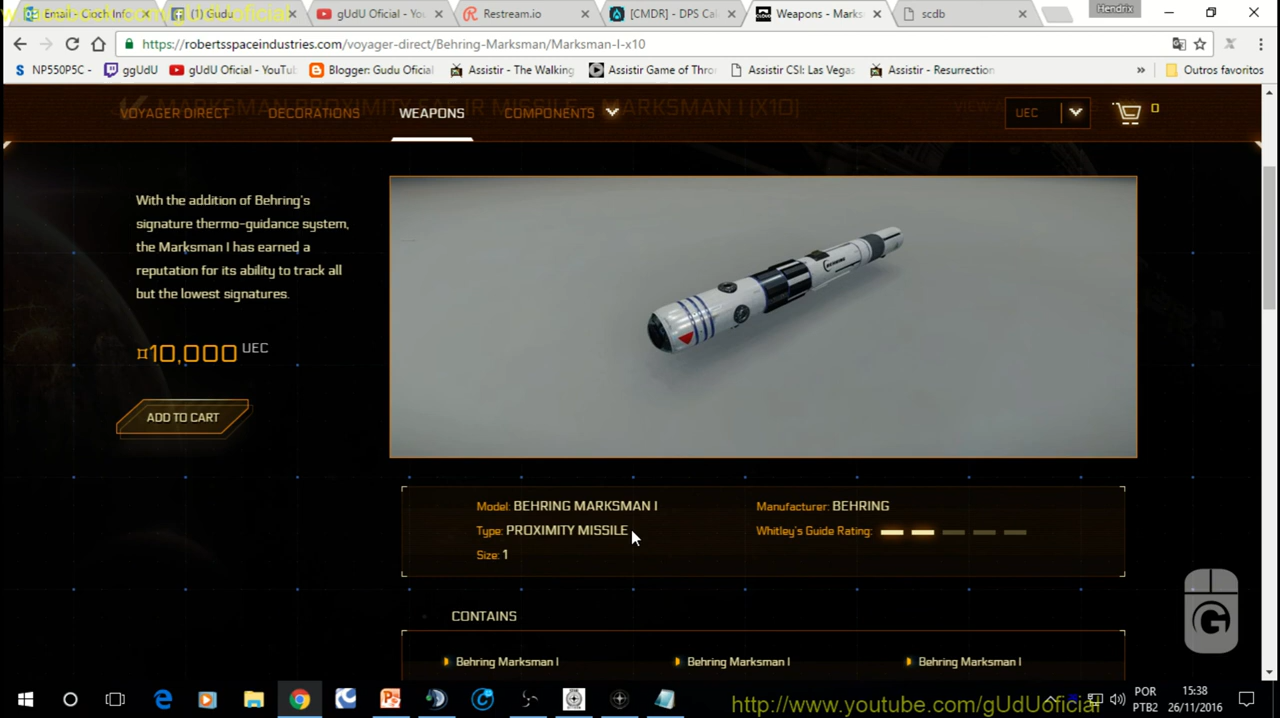 Email - Cioch Info
(1) Gudu
gUdU Oficial - Yo
Restream.io
[CMDR] - DPS Cal
Weapons - Marks
scdb
Hendrix
https://robertsspaceindustries.com/voyager-direct/Behring-Marksman/Marksman-I-x10
NP550P5C -
ggUdU
gUdU Oficial - YouTub
Blogger: Gudu Oficial
Assistir - The Walking
Assistir Game of Thro
Assistir CSI: Las Vegas
Assistir - Resurrection
»
Outros favoritos
MARKSMAN I (X10)
VOYAGER DIRECT
DECORATIONS
WEAPONS
COMPONENTS
UEC
0
With the addition of Behring's
signature thermo-guidance system,
the Marksman I has earned a
reputation for its ability to track all
but the lowest signatures.
¤10,000 UEC
ADD TO CART
BEHRING
Model: BEHRING MARKSMAN I
Manufacturer: BEHRING
Type: PROXIMITY MISSILE
Whitley's Guide Rating:
Size: 1
CONTAINS
Behring Marksman I
Behring Marksman I
Behring Marksman I
G
POR
PTB2
15:38
26/11/2016
http://www.youtube.com/gUdUoficial